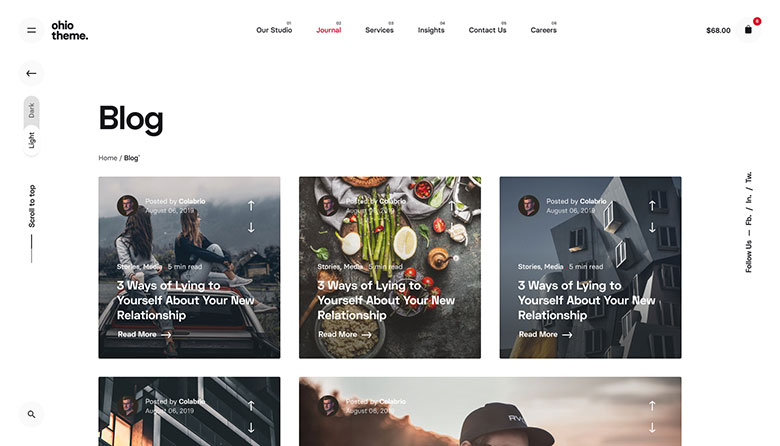 ohio
theme.
01 02 03 04 05 06
Our Studio Journal Services Insights Contact Us Careers
$68.00
6
Dark
Light
Scroll to top
Blog
Home / Blog
Follow Us — Fb. / In. / Tw.
Posted by Colabrio
August 06, 2019
Stories, Media 5 min read
3 Ways of Lying to
Yourself About Your New
Relationship
Read More
Posted by Colabrio
August 06, 2019
Stories, Media 5 min read
3 Ways of Lying to
Yourself About Your New
Relationship
Read More
Posted by Colabrio
August 06, 2019
Stories, Media 5 min read
3 Ways of Lying to
Yourself About Your New
Relationship
Read More
Posted by Colabrio
August 06, 2019
Posted by Colabrio
August 06, 2019